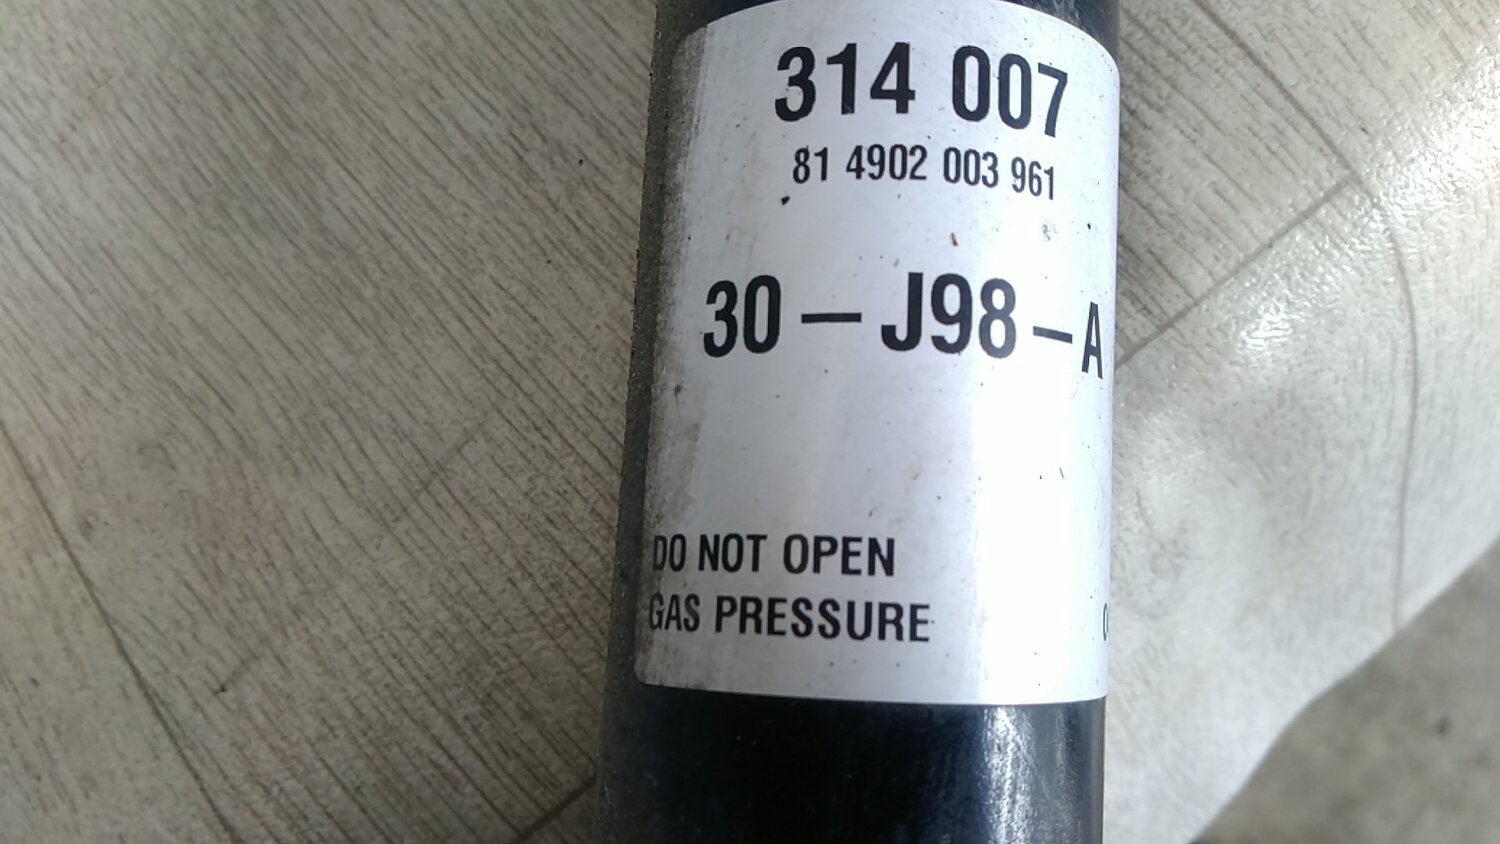 314 007
81 4902 003 961
30 – J98 – A
DO NOT OPEN
GAS PRESSURE